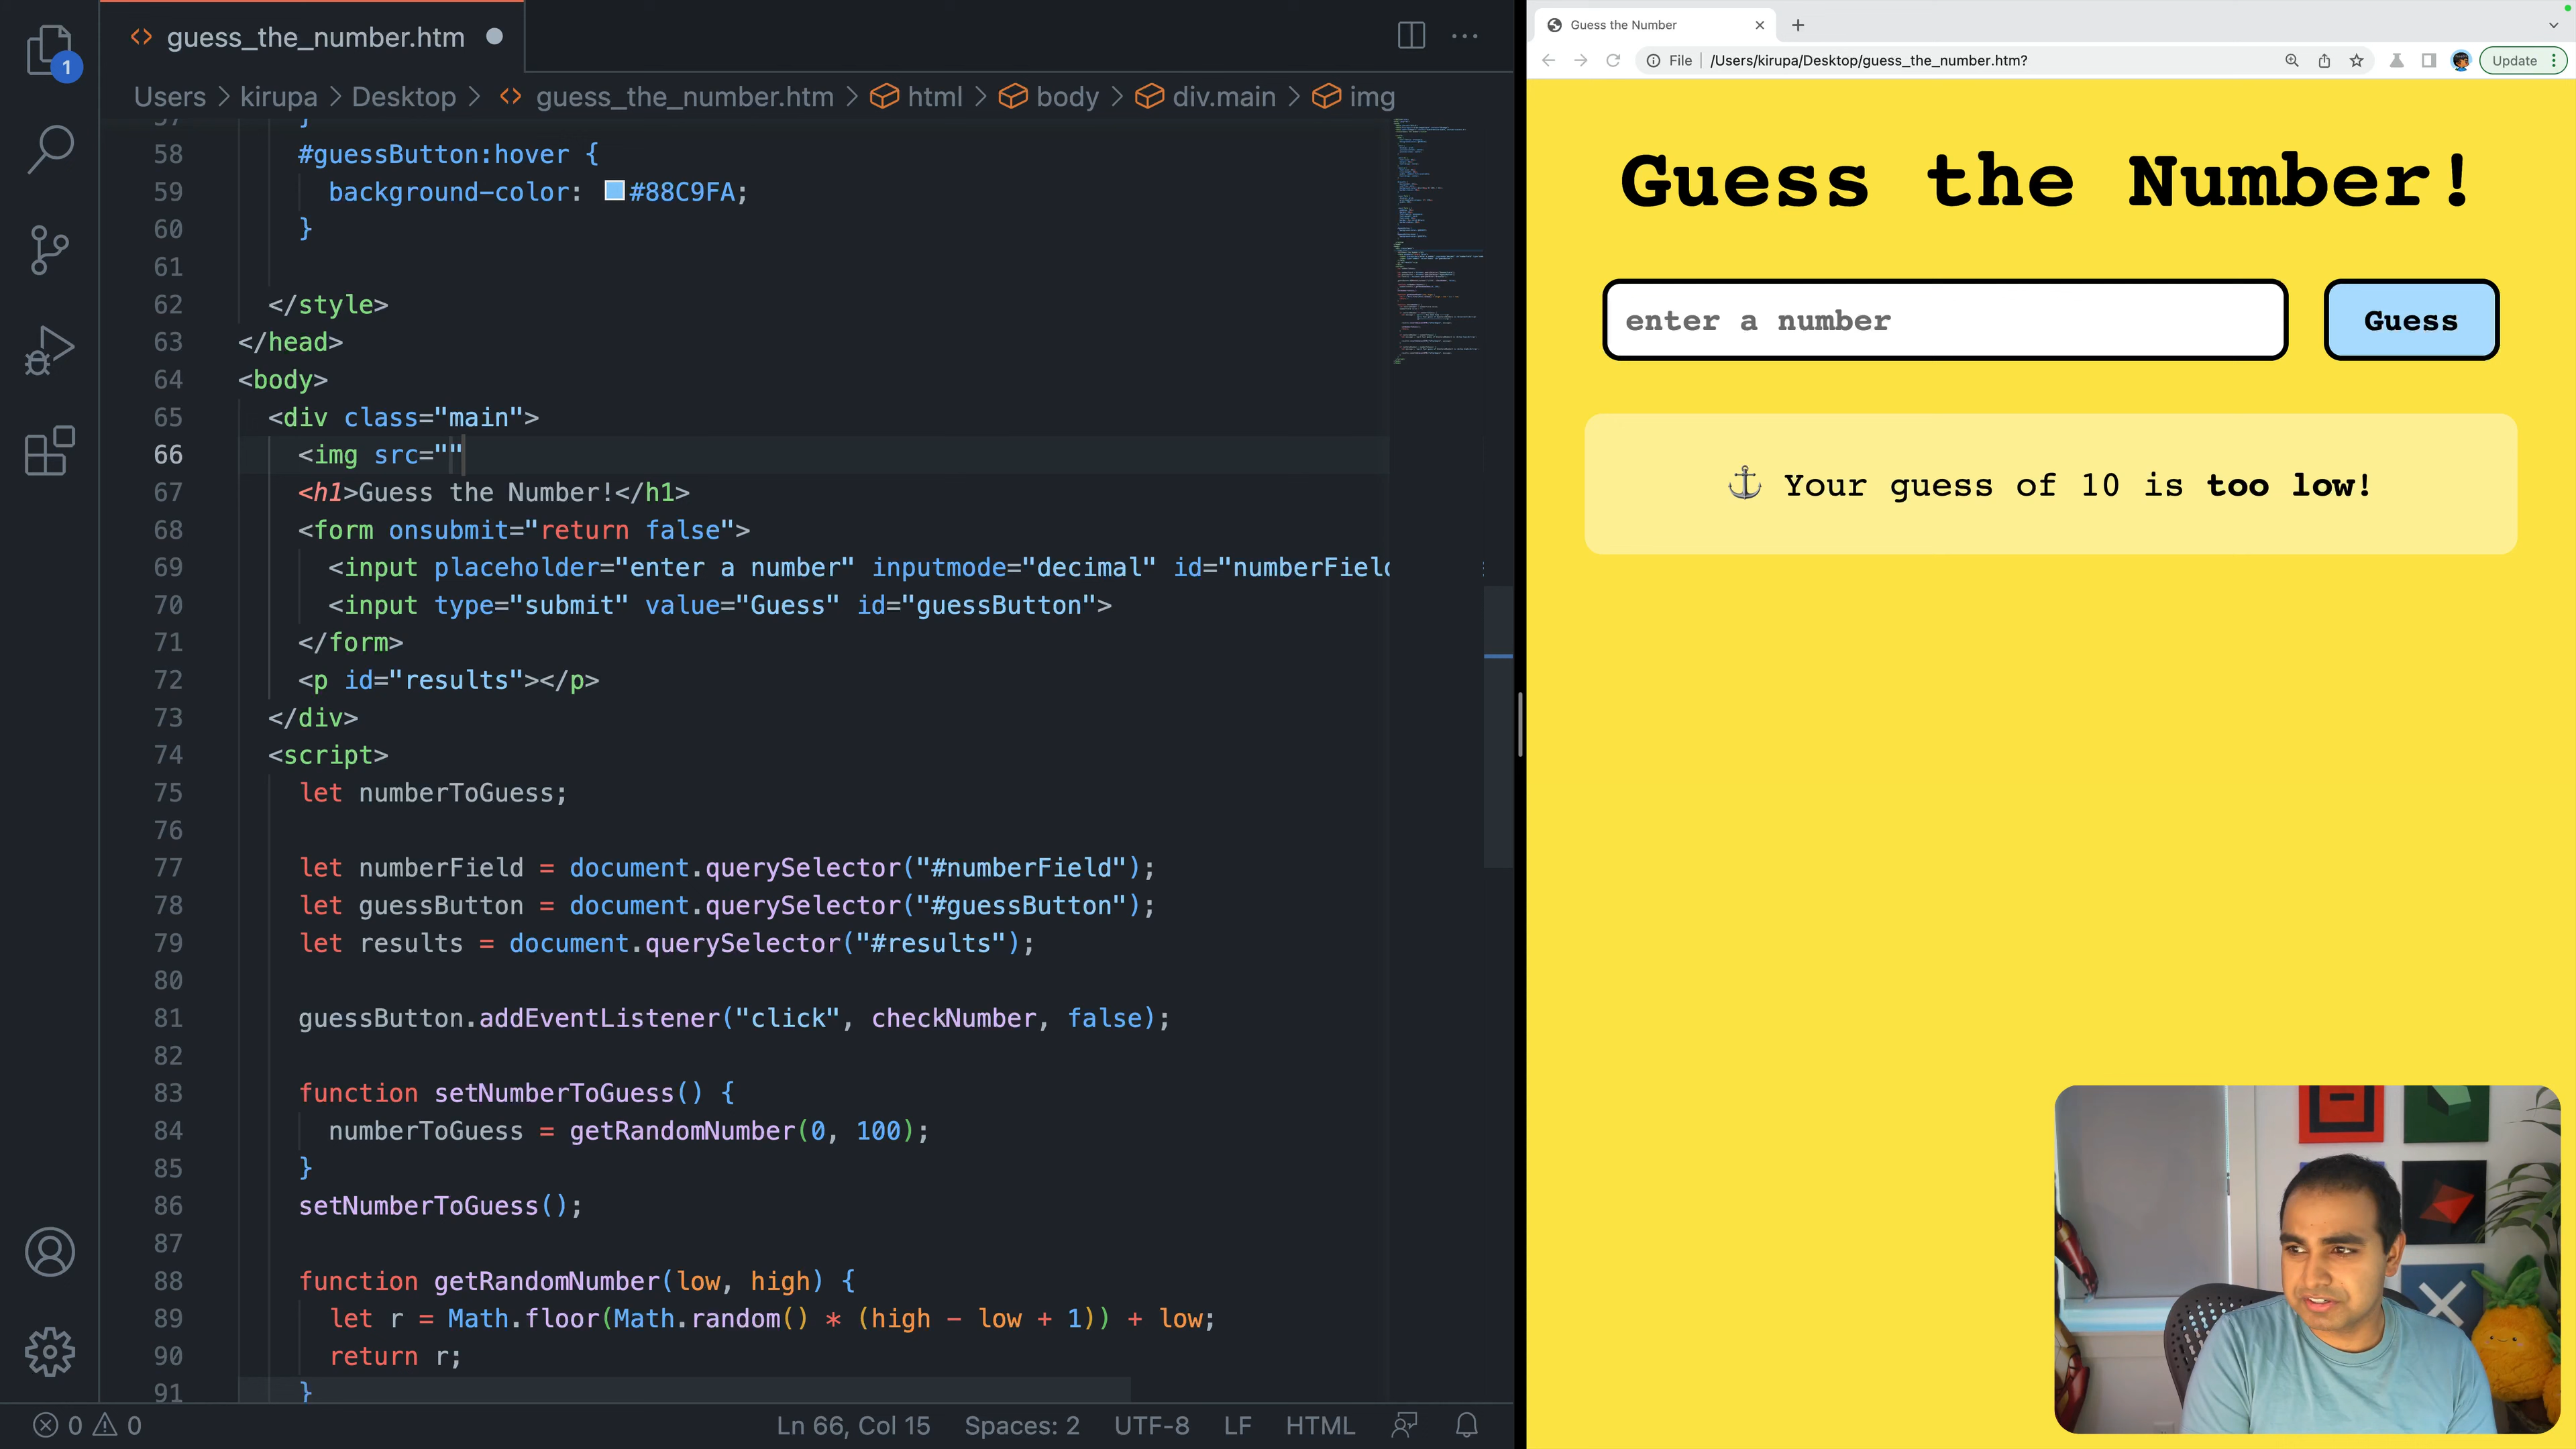 guess_the_number.htm
1
Users > kirupa > Desktop > guess_the_number.htm > html > body > div.main > img
57 }
58 #guessButton:hover {
59 background-color: #88C9FA;
60 }
61
62 </style>
63 </head>
64 <body>
65 <div class="main">
66 <img src=""
67 <h1>Guess the Number!</h1>
68 <form onsubmit="return false">
69 <input placeholder="enter a number" inputmode="decimal" id="numberField
70 <input type="submit" value="Guess" id="guessButton">
71 </form>
72 <p id="results"></p>
73 </div>
74 <script>
75 let numberToGuess;
76
77 let numberField = document.querySelector("#numberField");
78 let guessButton = document.querySelector("#guessButton");
79 let results = document.querySelector("#results");
80
81 guessButton.addEventListener("click", checkNumber, false);
82
83 function setNumberToGuess() {
84 numberToGuess = getRandomNumber(0, 100);
85 }
86 setNumberToGuess();
87
88 function getRandomNumber(low, high) {
89 let r = Math.floor(Math.random() * (high - low + 1)) + low;
90 return r;
91 }
0 0
Ln 66, Col 15 Spaces: 2 UTF-8 LF HTML
Guess the Number
File /Users/kirupa/Desktop/guess_the_number.htm? Update
Guess the Number!
enter a number Guess
⚓ Your guess of 10 is too low!